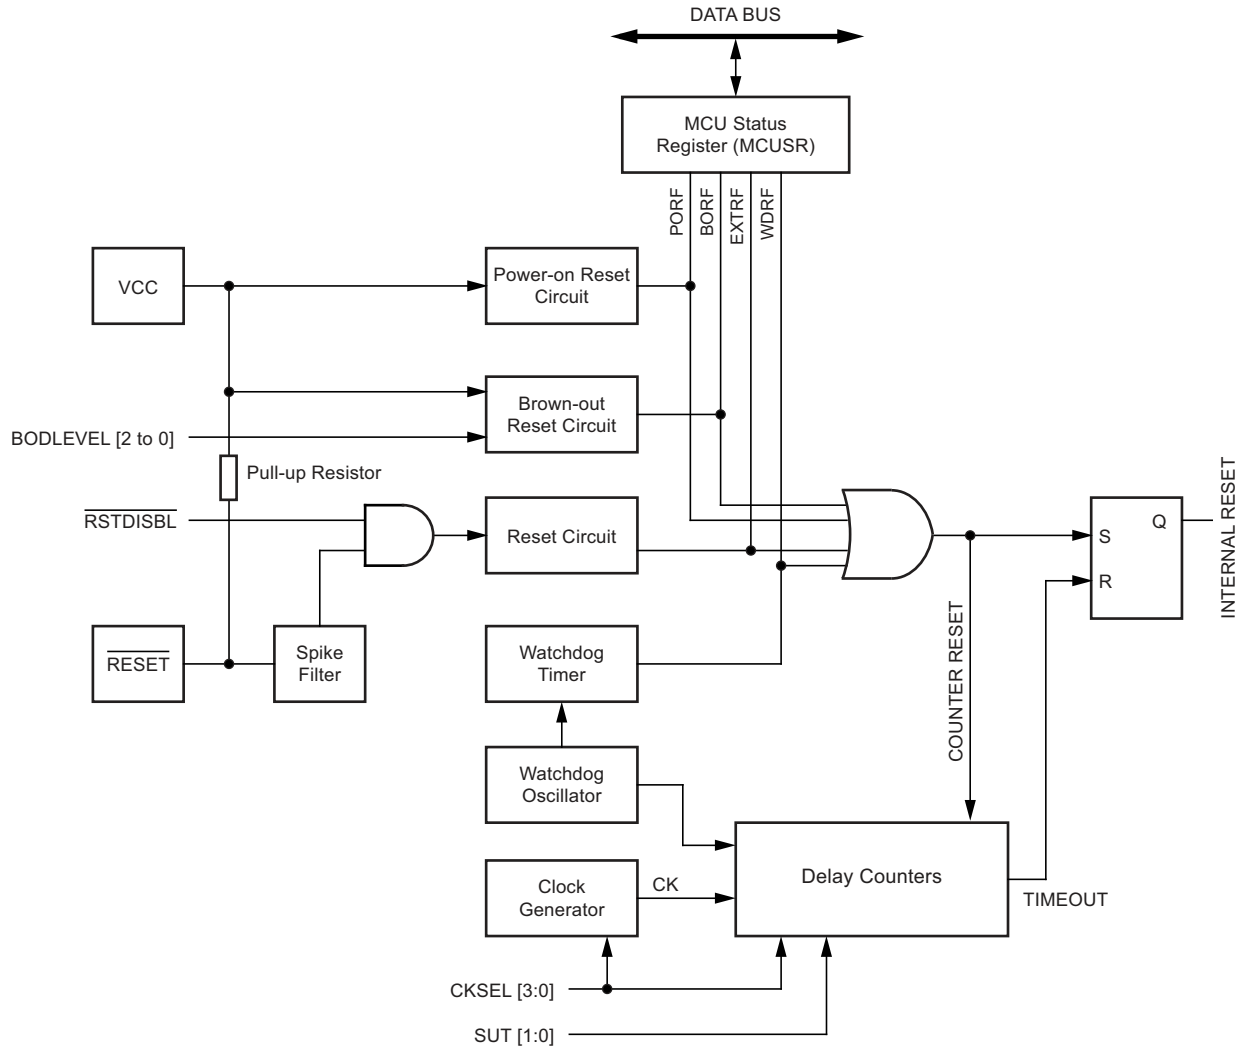 DATA BUS
MCU Status
Register (MCUSR)
PORF
BORF
EXTRF
WDRF
VCC
Power-on Reset
Circuit
Brown-out
Reset Circuit
BODLEVEL [2 to 0]
Pull-up Resistor
RSTDISBL
Reset Circuit
S
Q
R
INTERNAL RESET
RESET
Spike
Filter
Watchdog
Timer
COUNTER RESET
Watchdog
Oscillator
Clock
Generator
CK
Delay Counters
TIMEOUT
CKSEL [3:0]
SUT [1:0]